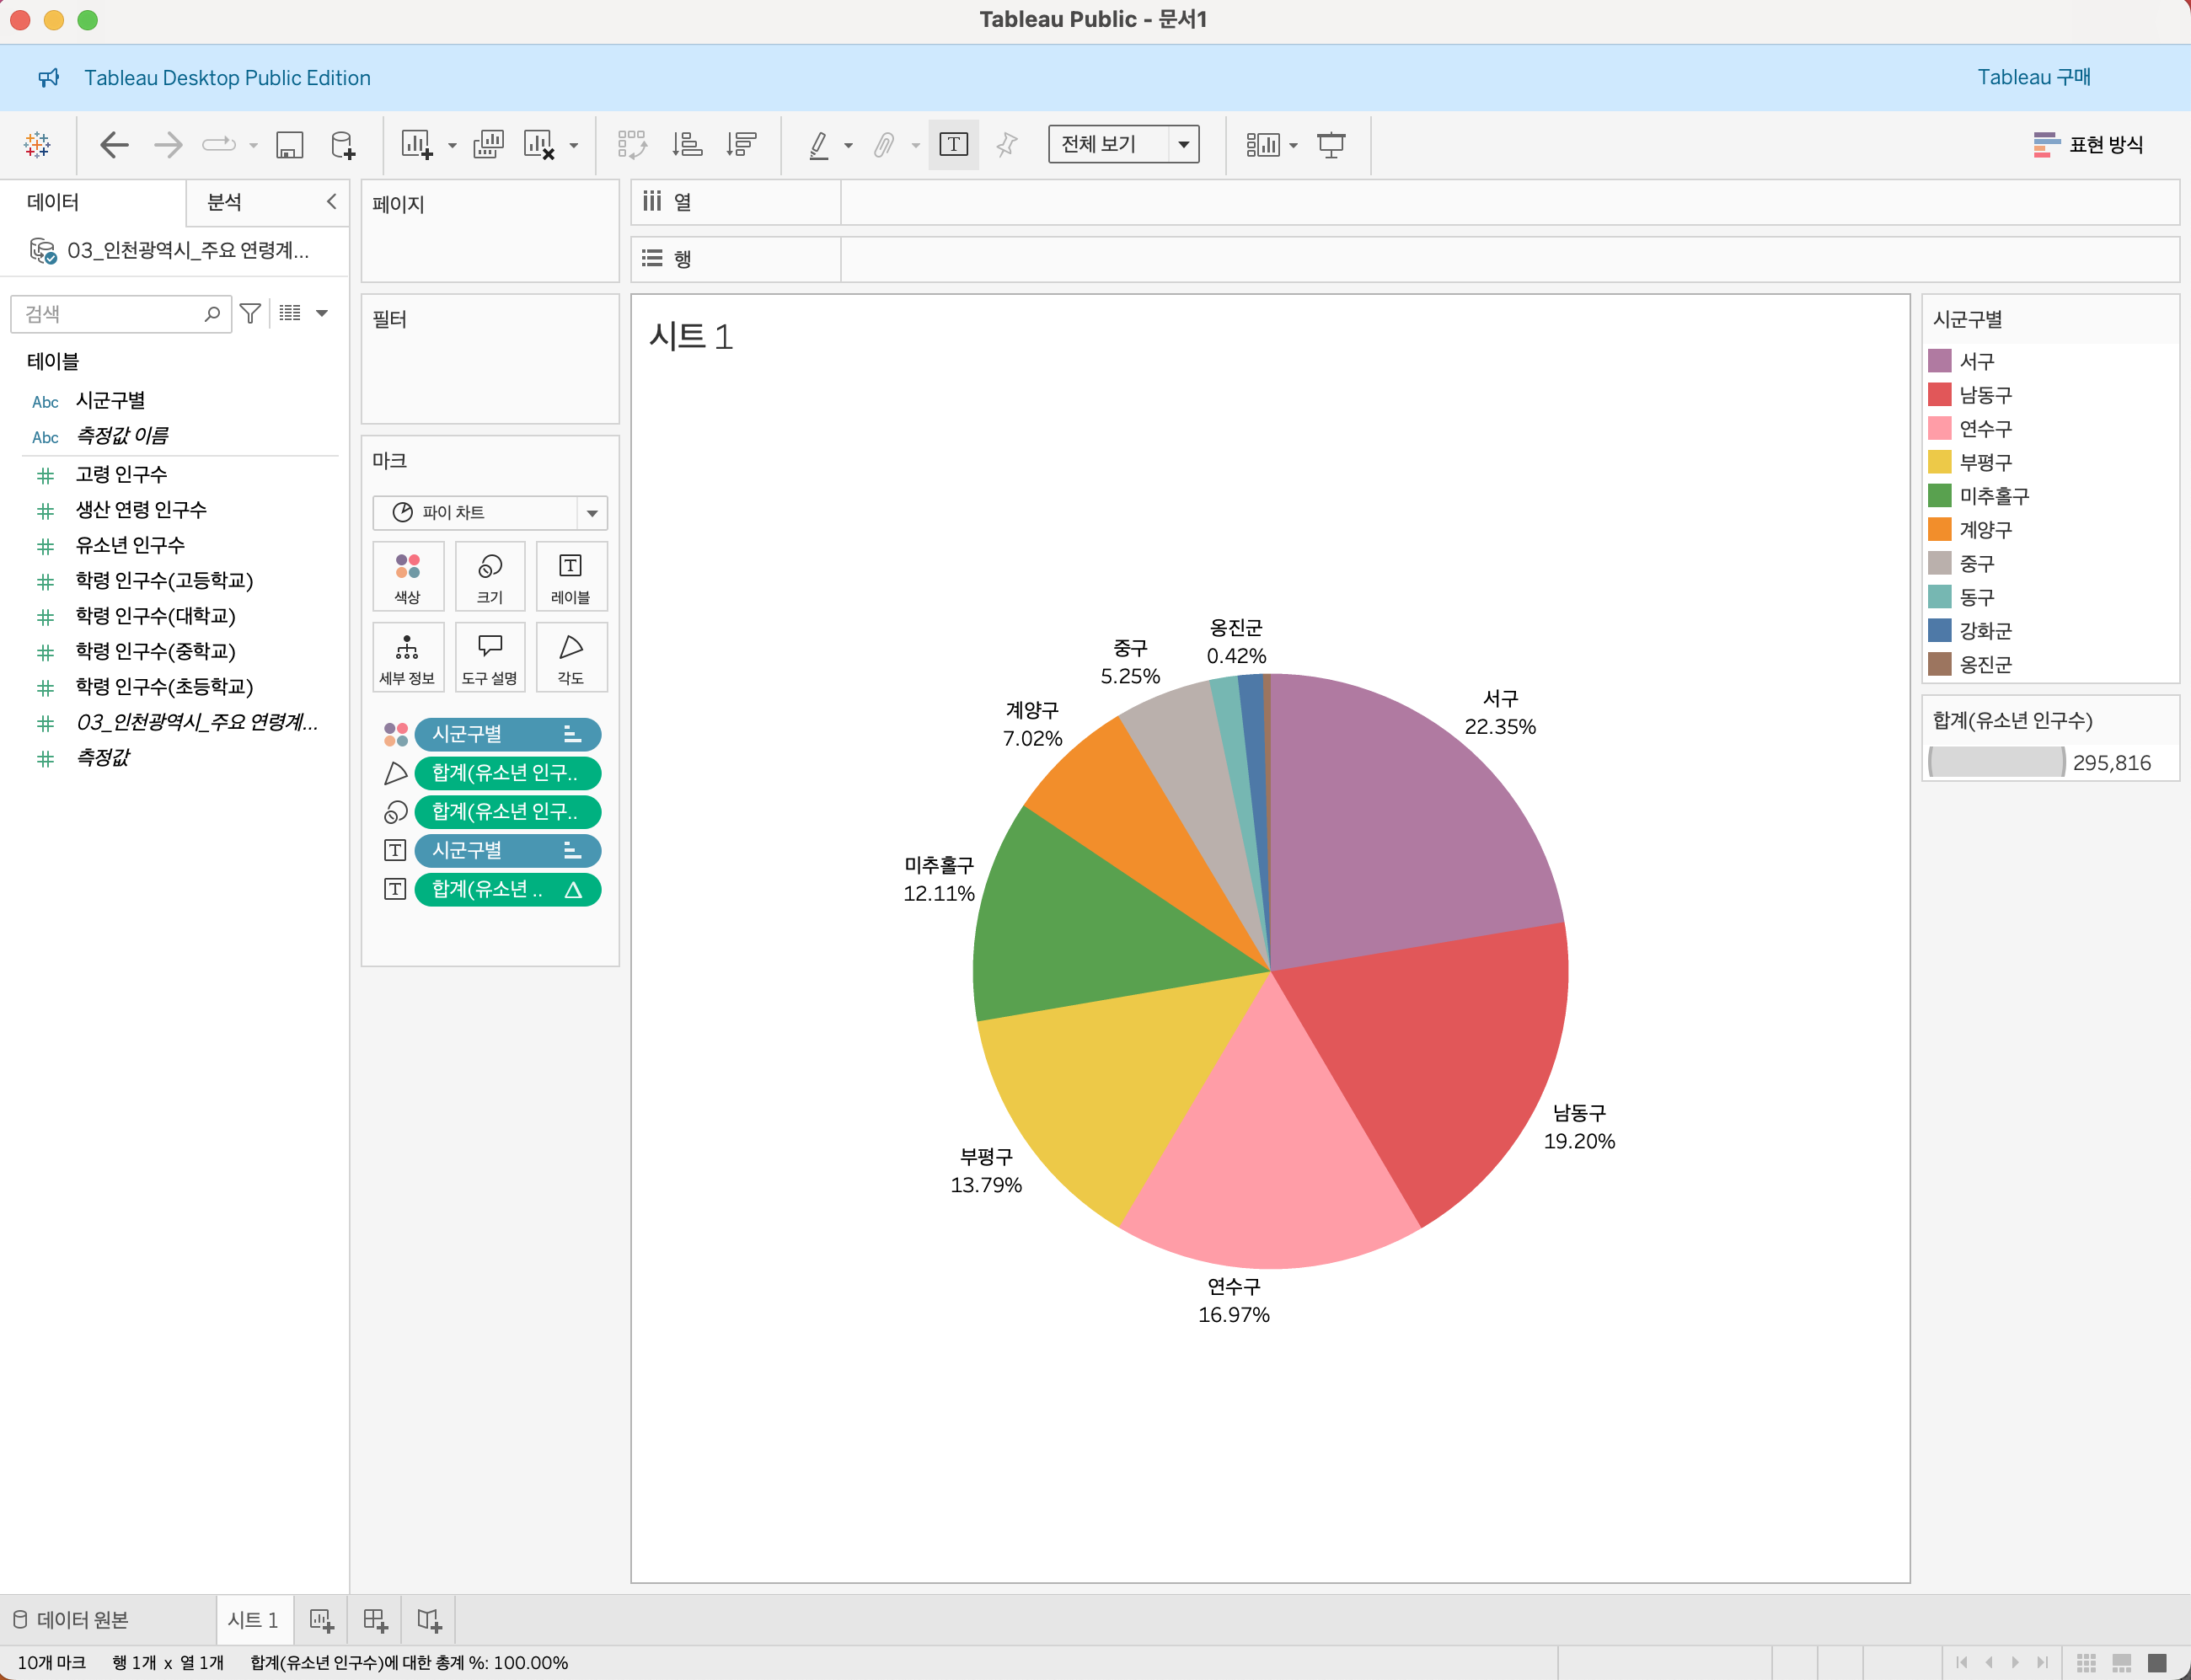 Tableau Public - 문서1
Tableau Desktop Public Edition
Tableau 구매
전체 보기
표현 방식
데이터
분석
03_인천광역시_주요 연령계...
검색
테이블
Abc 시군구별
Abc 측정값 이름
고령 인구수
생산 연령 인구수
유소년 인구수
학령 인구수(고등학교)
학령 인구수(대학교)
학령 인구수(중학교)
학령 인구수(초등학교)
03_인천광역시_주요 연령계...
측정값
페이지
필터
마크
파이 차트
색상
크기
레이블
세부 정보
도구 설명
각도
시군구별
합계(유소년 인구..
합계(유소년 인구..
시군구별
합계(유소년 ..
열
행
시트 1
옹진군
0.42%
중구
5.25%
계양구
7.02%
서구
22.35%
미추홀구
12.11%
남동구
19.20%
부평구
13.79%
연수구
16.97%
시군구별
서구
남동구
연수구
부평구
미추홀구
계양구
중구
동구
강화군
옹진군
합계(유소년 인구수)
295,816
데이터 원본
시트 1
10개 마크
행 1개 x 열 1개
합계(유소년 인구수)에 대한 총계 %: 100.00%